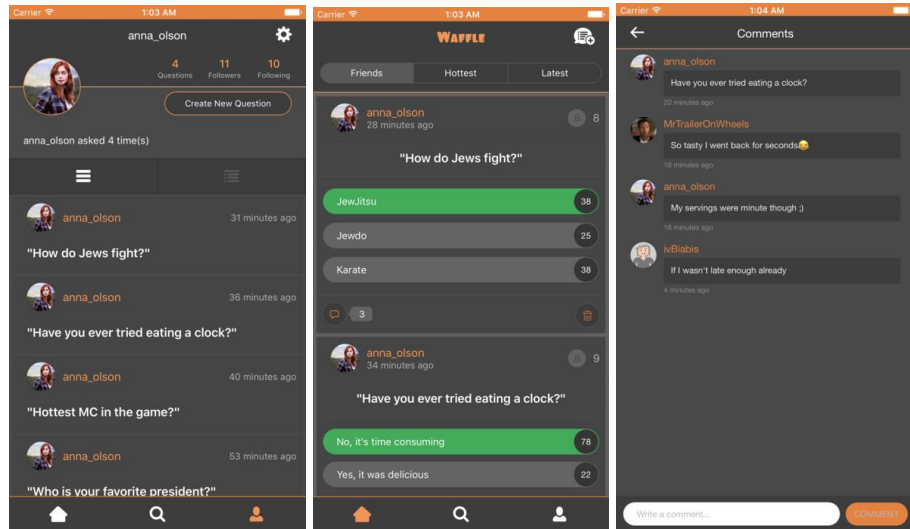 Carrier 1:03 AM
anna_olson
4 11 10
Questions Followers Following
Create New Question
anna_olson asked 4 time(s)
anna_olson 31 minutes ago
"How do Jews fight?"
anna_olson 36 minutes ago
"Have you ever tried eating a clock?"
anna_olson 40 minutes ago
"Hottest MC in the game?"
anna_olson 53 minutes ago
"Who is your favorite president?"
Carrier 1:03 AM
WAFFLE
Friends Hottest Latest
anna_olson
28 minutes ago
8
"How do Jews fight?"
JewJitsu 38
Jewdo 25
Karate 38
3
anna_olson
34 minutes ago
9
"Have you ever tried eating a clock?"
No, it's time consuming 78
Yes, it was delicious 22
Carrier 1:04 AM
Comments
anna_olson
Have you ever tried eating a clock?
20 minutes ago
MrTrailerOnWheels
So tasty I went back for seconds😂
18 minutes ago
anna_olson
My servings were minute though ;)
18 minutes ago
ivBiabis
If I wasn't late enough already
4 minutes ago
Write a comment... COMMENT